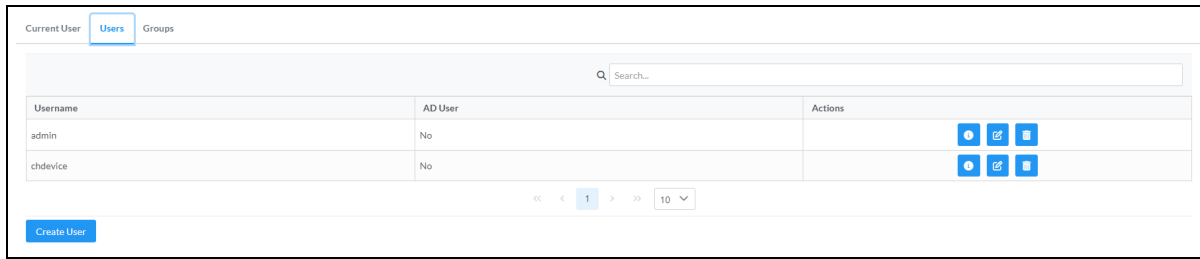 Current User Users Groups
Search...
Username AD User Actions
admin No
chdevice No
« < 1 > » 10
Create User